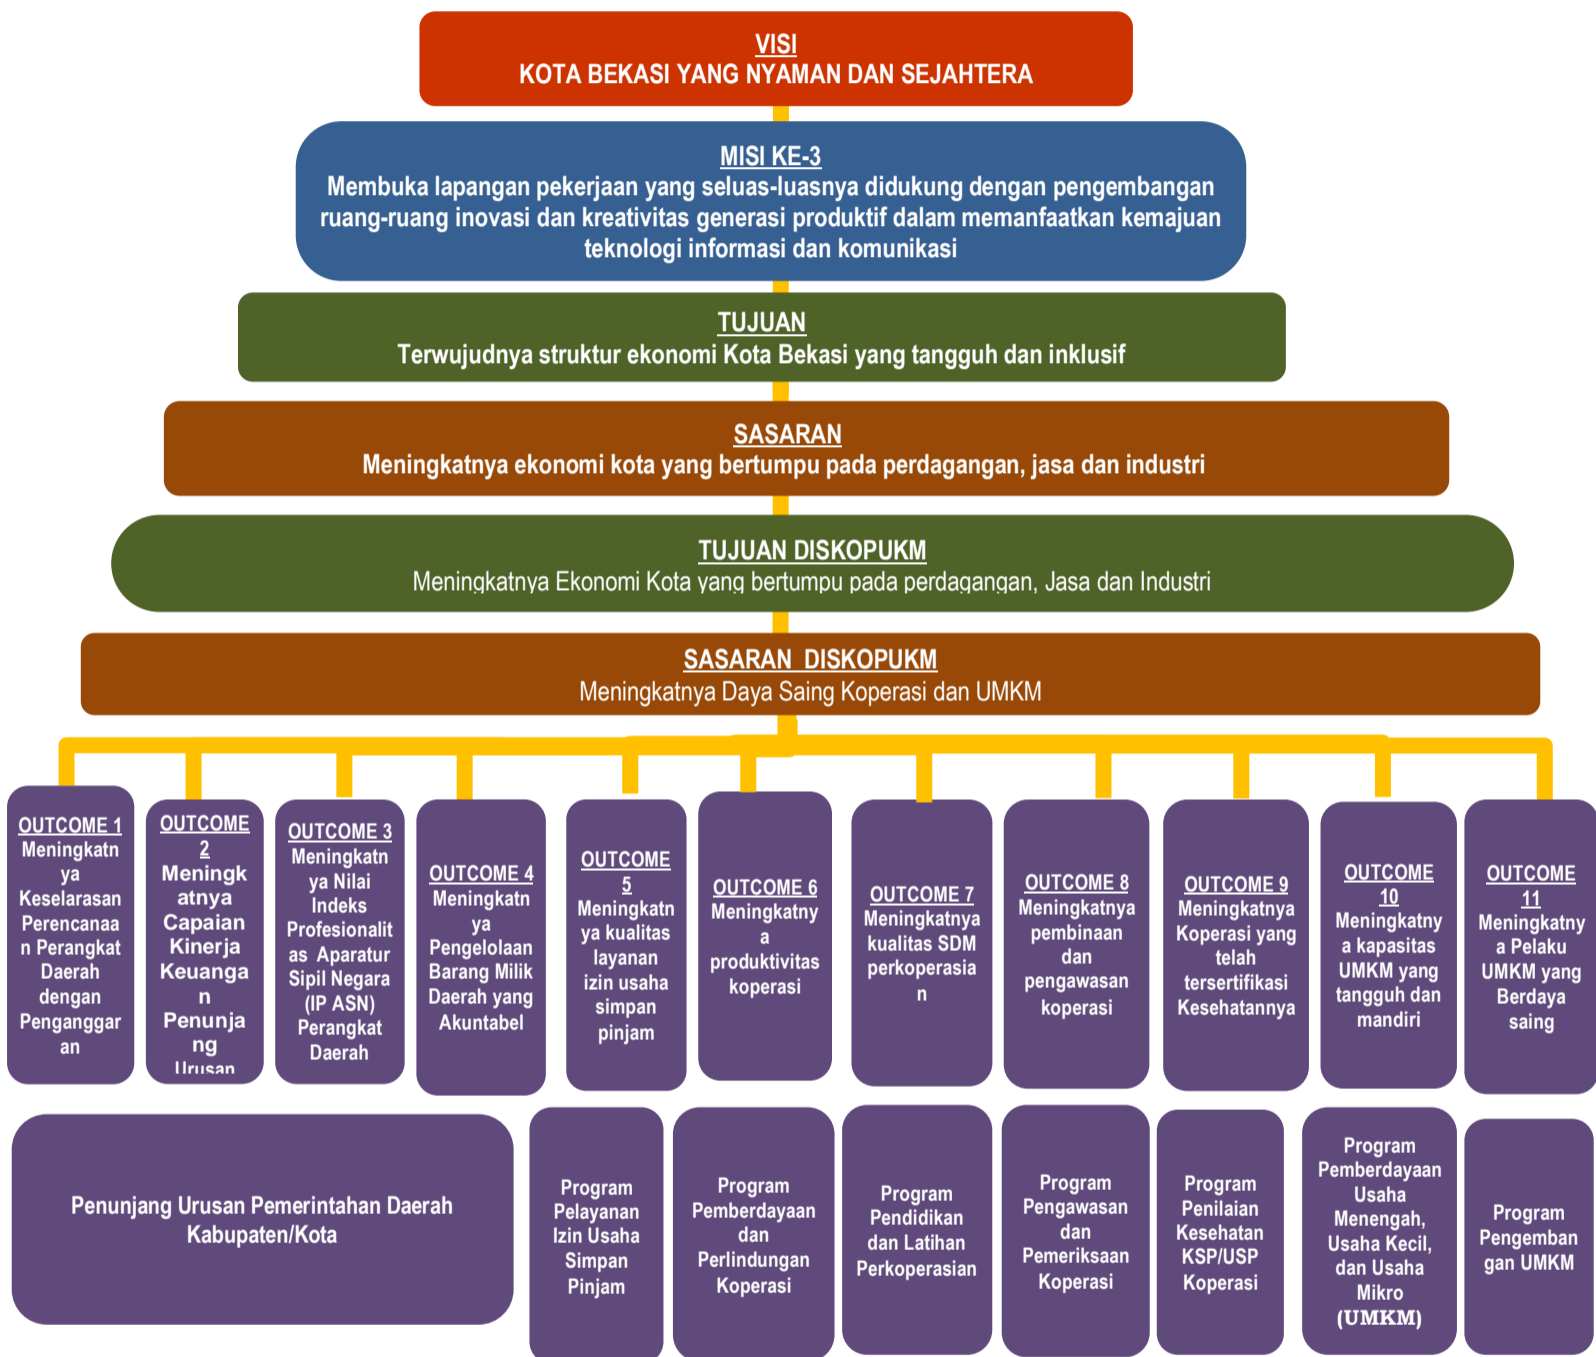 VISI
KOTA BEKASI YANG NYAMAN DAN SEJAHTERA
MISI KE-3
Membuka lapangan pekerjaan yang seluas-luasnya didukung dengan pengembangan
ruang-ruang inovasi dan kreativitas generasi produktif dalam memanfaatkan kemajuan
teknologi informasi dan komunikasi
TUJUAN
Terwujudnya struktur ekonomi Kota Bekasi yang tangguh dan inklusif
SASARAN
Meningkatnya ekonomi kota yang bertumpu pada perdagangan, jasa dan industri
TUJUAN DISKOPUKM
Meningkatnya Ekonomi Kota yang bertumpu pada perdagangan, Jasa dan Industri
SASARAN DISKOPUKM
Meningkatnya Daya Saing Koperasi dan UMKM
OUTCOME 1
Meningkatn
ya
Keselarasan
Perencanaa
n Perangkat
Daerah
dengan
Penganggar
an
OUTCOME
2
Meningk
atnya
Capaian
Kinerja
Keuanga
n
Penunja
ng
Urusan
OUTCOME 3
Meningkatn
ya Nilai
Indeks
Profesionalit
as Aparatur
Sipil Negara
(IP ASN)
Perangkat
Daerah
OUTCOME 4
Meningkatn
ya
Pengelolaan
Barang Milik
Daerah yang
Akuntabel
OUTCOME
5
Meningkatn
ya kualitas
layanan
izin usaha
simpan
pinjam
OUTCOME 6
Meningkatny
a
produktivitas
koperasi
OUTCOME 7
Meningkatnya
kualitas SDM
perkoperasia
n
OUTCOME 8
Meningkatnya
pembinaan
dan
pengawasan
koperasi
OUTCOME 9
Meningkatnya
Koperasi yang
telah
tersertifikasi
Kesehatannya
OUTCOME
10
Meningkatny
a kapasitas
UMKM yang
tangguh dan
mandiri
OUTCOME
11
Meningkatny
a Pelaku
UMKM yang
Berdaya
saing
Penunjang Urusan Pemerintahan Daerah
Kabupaten/Kota
Program
Pelayanan
Izin Usaha
Simpan
Pinjam
Program
Pemberdayaan
dan
Perlindungan
Koperasi
Program
Pendidikan
dan Latihan
Perkoperasian
Program
Pengawasan
dan
Pemeriksaan
Koperasi
Program
Penilaian
Kesehatan
KSP/USP
Koperasi
Program
Pemberdayaan
Usaha
Menengah,
Usaha Kecil,
dan Usaha
Mikro
(UMKM)
Program
Pengemban
gan UMKM